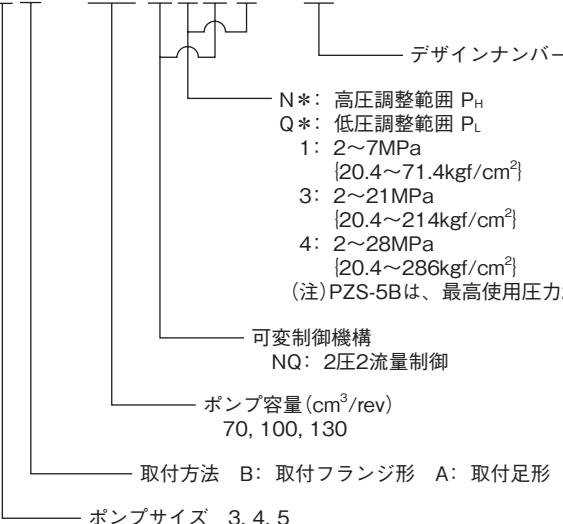 デザインナンバー
N＊： 高圧調整範囲 PH
Q＊： 低圧調整範囲 PL
1： 2〜7MPa
{20.4〜71.4kgf/cm²}
3： 2〜21MPa
{20.4〜214kgf/cm²}
4： 2〜28MPa
{20.4〜286kgf/cm²}
（注）PZS-5Bは、最高使用圧力
可変制御機構
NQ： 2圧2流量制御
ポンプ容量（cm³/rev）
70, 100, 130
取付方法 B： 取付フランジ形 A： 取付足形
ポンプサイズ 3, 4, 5